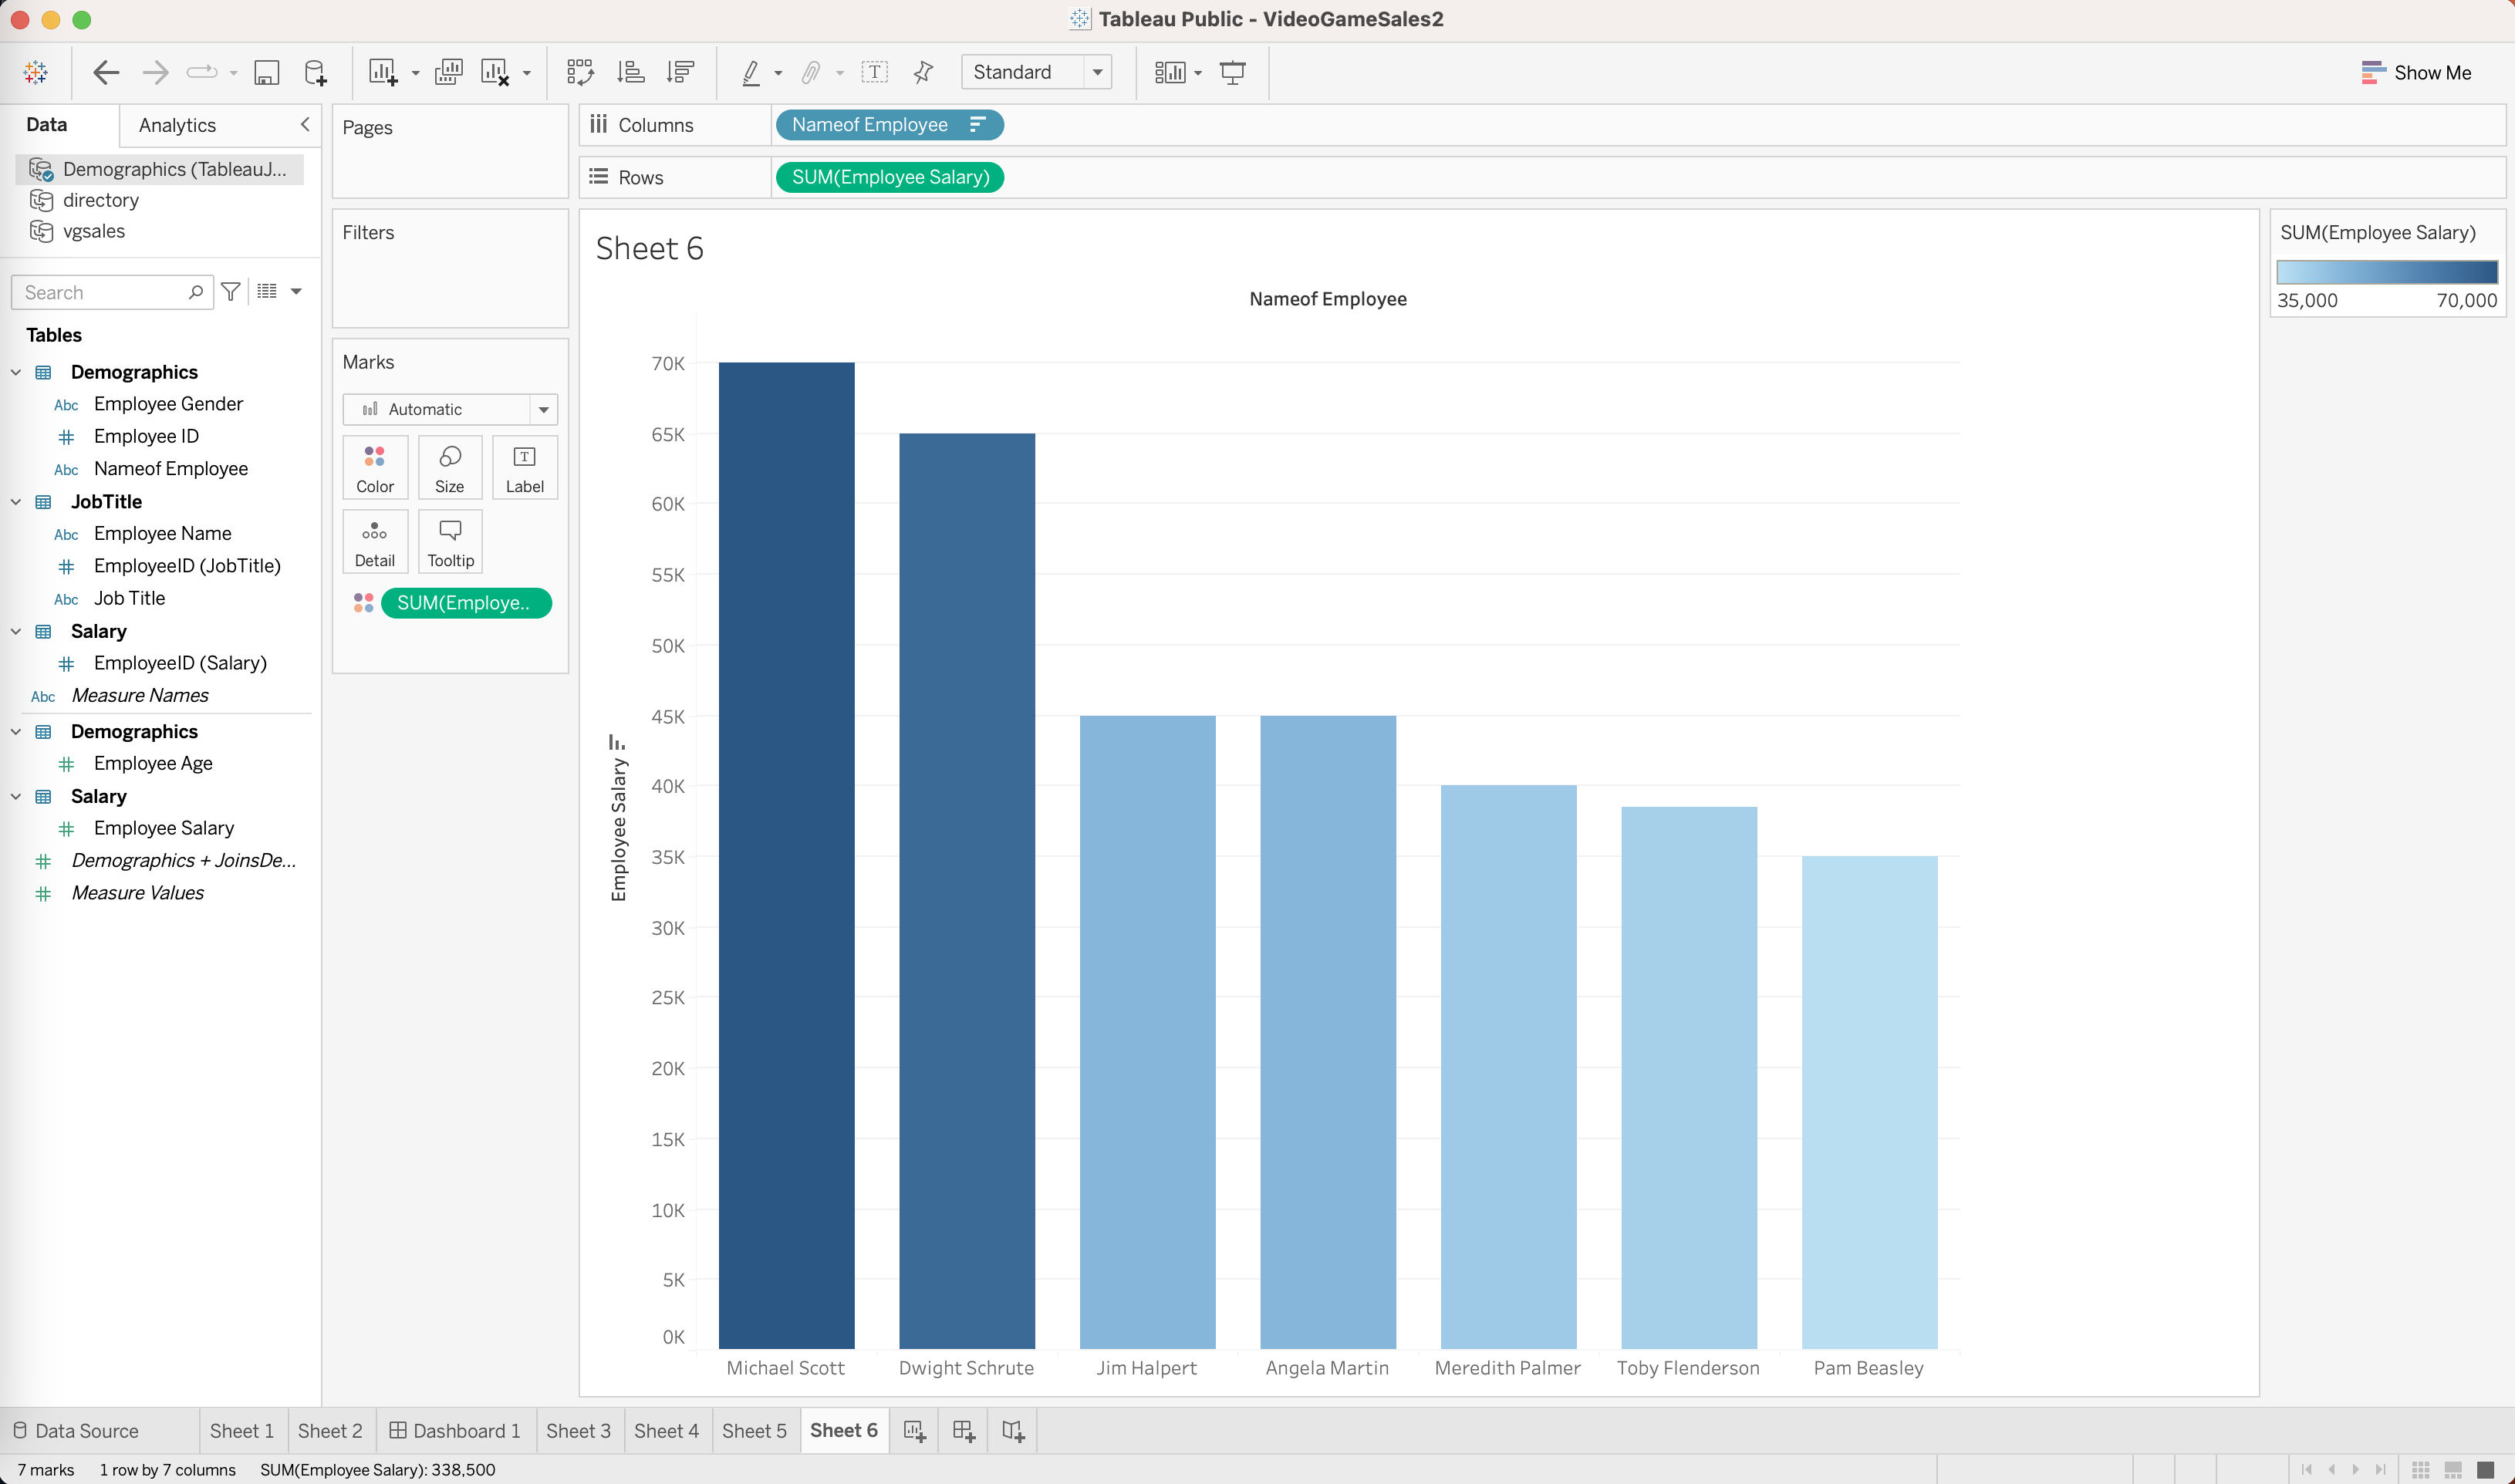 Tableau Public - VideoGameSales2
Standard
Show Me
Data
Analytics
Demographics (TableauJ...
directory
vgsales
Search
Tables
Demographics
Abc Employee Gender
Employee ID
Abc Nameof Employee
JobTitle
Abc Employee Name
EmployeeID (JobTitle)
Abc Job Title
Salary
EmployeeID (Salary)
Abc Measure Names
Demographics
Employee Age
Salary
Employee Salary
Demographics + JoinsDe...
Measure Values
Pages
Filters
Marks
Automatic
Color
Size
T
Label
Detail
Tooltip
SUM(Employe..
Columns
Nameof Employee
Rows
SUM(Employee Salary)
Sheet 6
Nameof Employee
Employee Salary
70K
65K
60K
55K
50K
45K
40K
35K
30K
25K
20K
15K
10K
5K
0K
Michael Scott
Dwight Schrute
Jim Halpert
Angela Martin
Meredith Palmer
Toby Flenderson
Pam Beasley
SUM(Employee Salary)
35,000
70,000
Data Source
Sheet 1
Sheet 2
Dashboard 1
Sheet 3
Sheet 4
Sheet 5
Sheet 6
7 marks
1 row by 7 columns
SUM(Employee Salary): 338,500